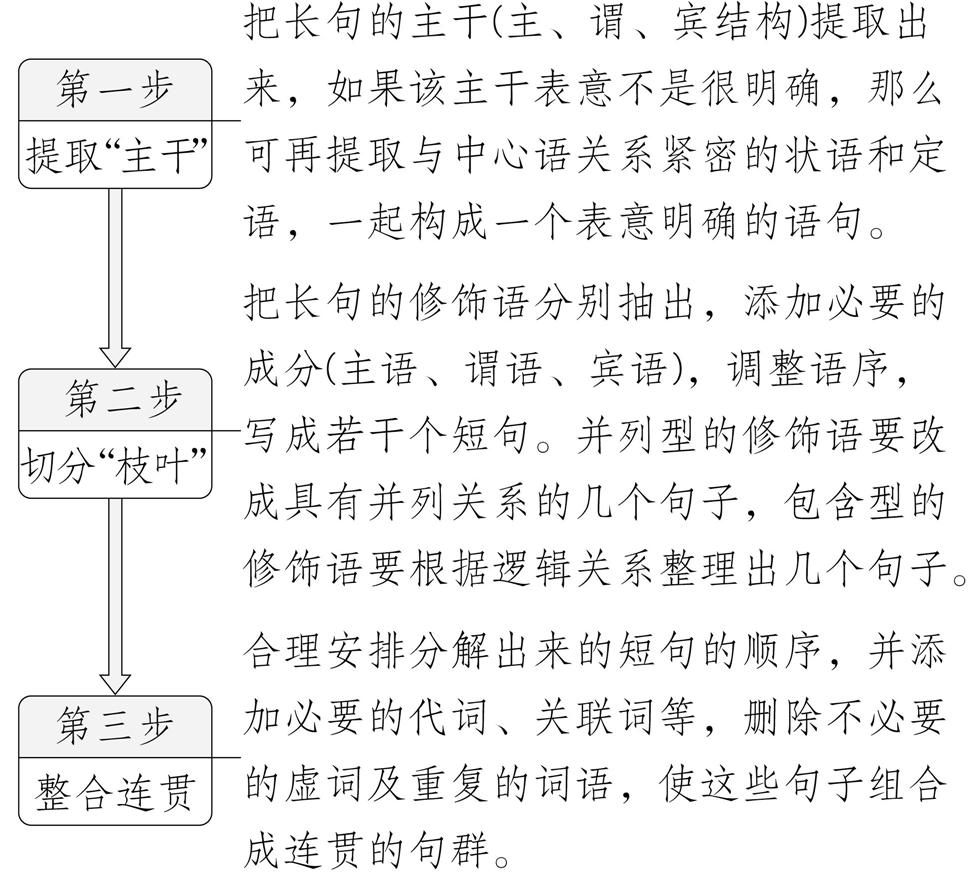 第一步
提取“主干”
把长句的主干(主、谓、宾结构)提取出
来，如果该主干表意不是很明确，那么
可再提取与中心语关系紧密的状语和定
语，一起构成一个表意明确的语句。
第二步
切分“枝叶”
把长句的修饰语分别抽出，添加必要的
成分(主语、谓语、宾语)，调整语序，
写成若干个短句。并列型的修饰语要改
成具有并列关系的几个句子，包含型的
修饰语要根据逻辑关系整理出几个句子。
第三步
整合连贯
合理安排分解出来的短句的顺序，并添
加必要的代词、关联词等，删除不必要
的虚词及重复的词语，使这些句子组合
成连贯的句群。